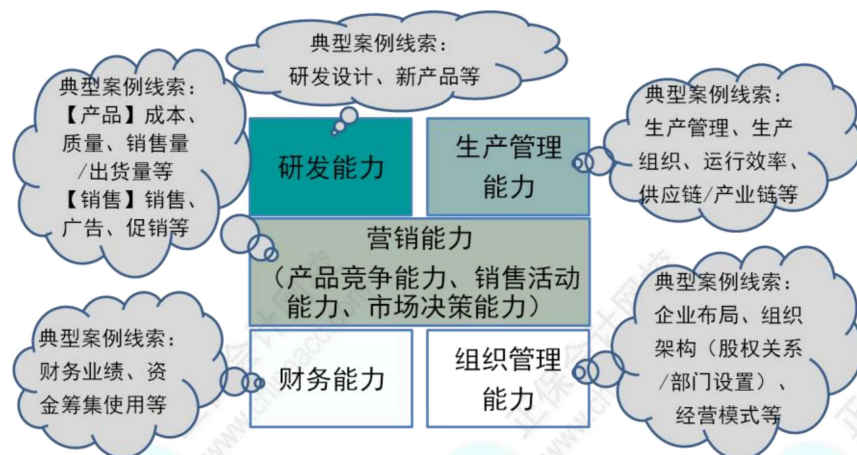 典型案例线索：
研发设计、新产品等
典型案例线索：
【产品】成本、
质量、销售量
/出货量等
【销售】销售、
广告、促销等
典型案例线索：
生产管理、生产
组织、运行效率、
供应链/产业链等
研发能力
生产管理
能力
营销能力
（产品竞争能力、销售活动
能力、市场决策能力）
典型案例线索：
财务业绩、资
金筹集使用等
财务能力
组织管理
能力
典型案例线索：
企业布局、组织
架构（股权关系
/部门设置）、
经营模式等
正保会计网校